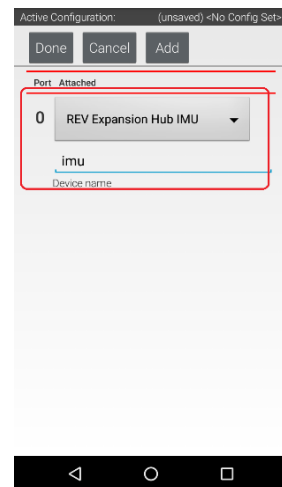 Active Configuration: (unsaved) <No Config Set>
Done Cancel Add
Port Attached
0 REV Expansion Hub IMU
imu
Device name